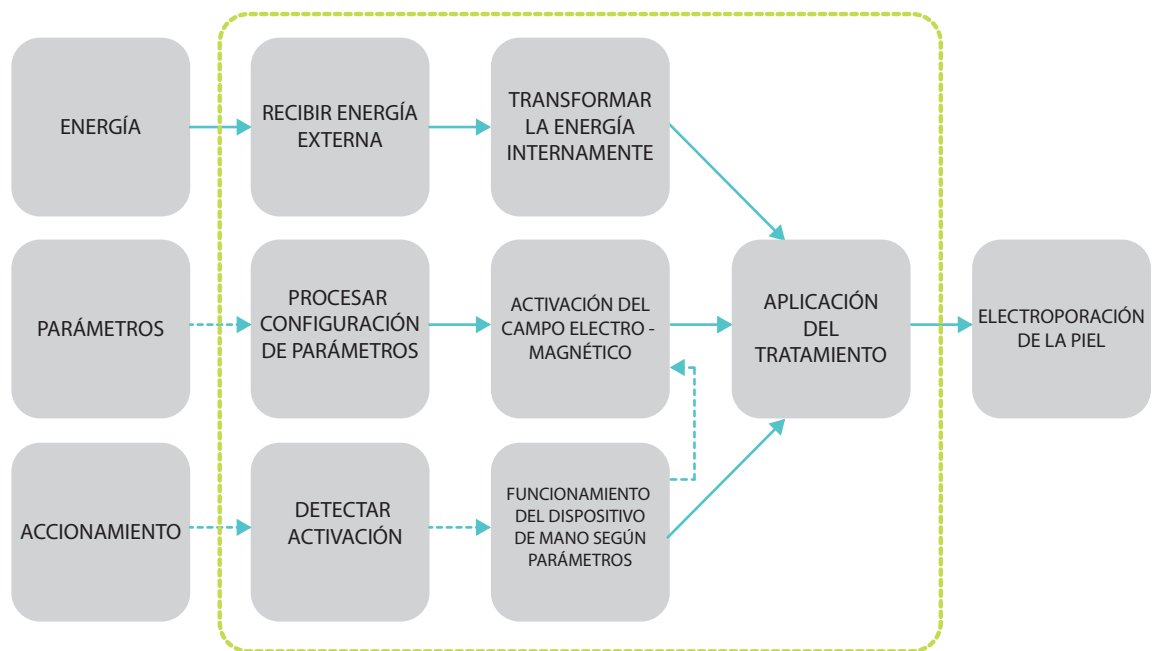 ENERGÍA
RECIBIR ENERGÍA
EXTERNA
TRANSFORMAR
LA ENERGÍA
INTERNAMENTE
PARÁMETROS
PROCESAR
CONFIGURACIÓN
DE PARÁMETROS
ACTIVACIÓN DEL
CAMPO ELECTRO -
MAGNÉTICO
APLICACIÓN
DEL
TRATAMIENTO
ELECTROPORACIÓN
DE LA PIEL
ACCIONAMIENTO
DETECTAR
ACTIVACIÓN
FUNCIONAMIENTO
DEL DISPOSITIVO
DE MANO SEGÚN
PARÁMETROS